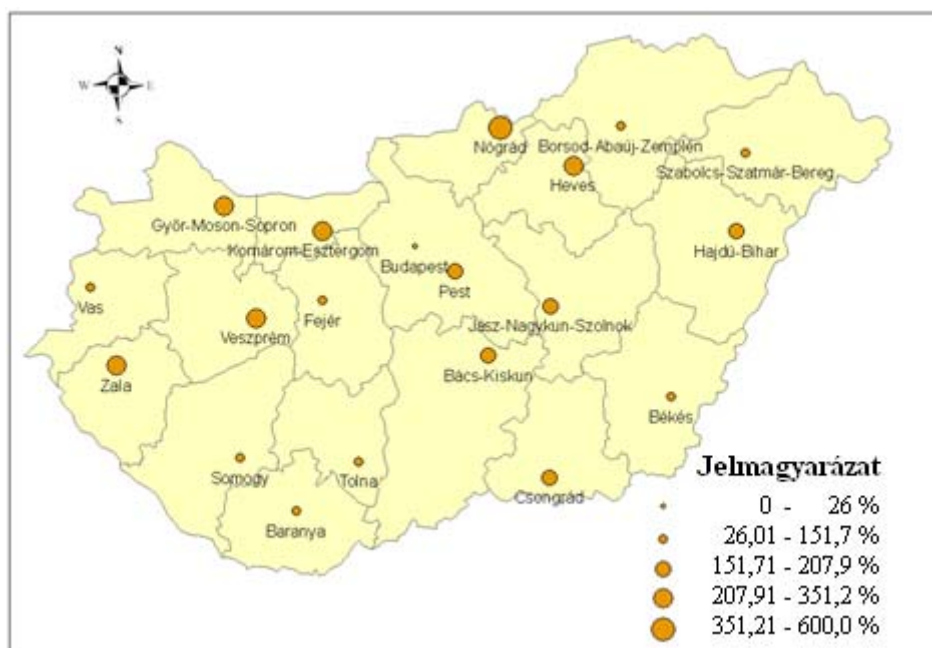 N
W E
S
Nógrád
Borsod-Abaúj-Zemplén
Heves
Szabolcs-Szatmár-Bereg
Győr-Moson-Sopron
Komárom-Esztergom
Hajdú-Bihar
Budapest
Pest
Vas
Fejér
Veszprém
Jász-Nagykun-Szolnok
Bács-Kiskun
Zala
Békés
Somogy
Tolna
Csongrád
Baranya
Jelmagyarázat
0 - 26 %
26,01 - 151,7 %
151,71 - 207,9 %
207,91 - 351,2 %
351,21 - 600,0 %